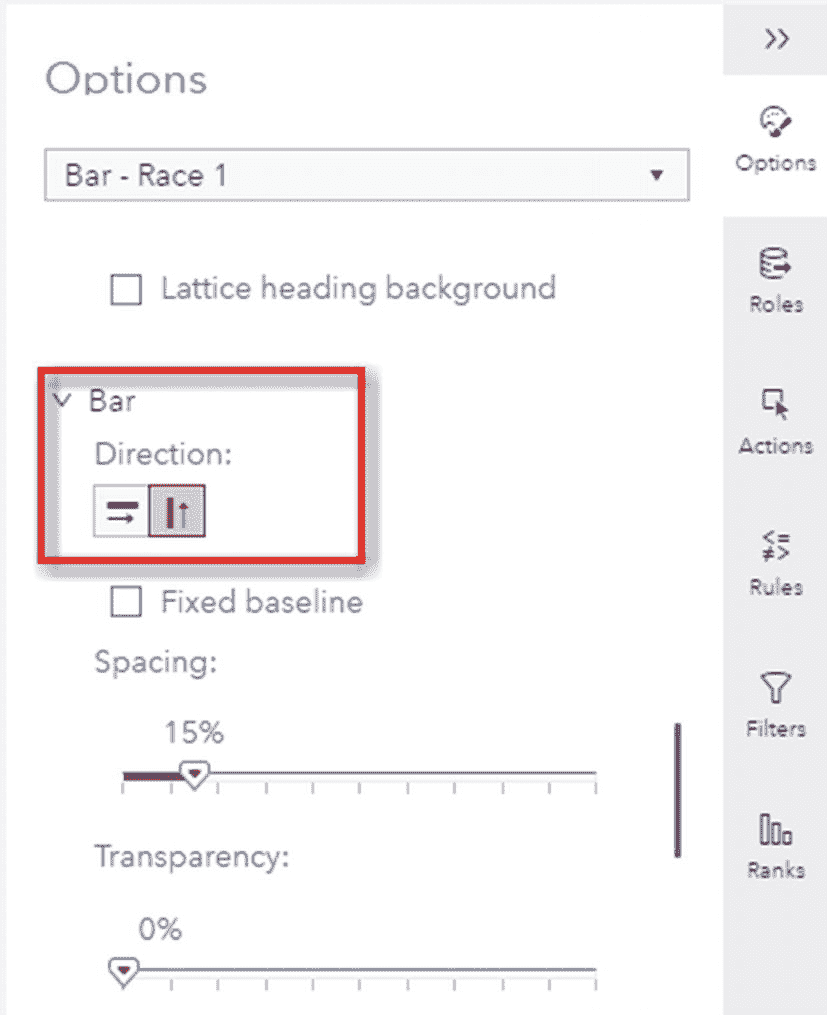 Options
Bar - Race 1
Lattice heading background
Bar
Direction:
Fixed baseline
Spacing:
15%
Transparency:
0%
Options
Roles
Actions
Rules
Filters
Ranks